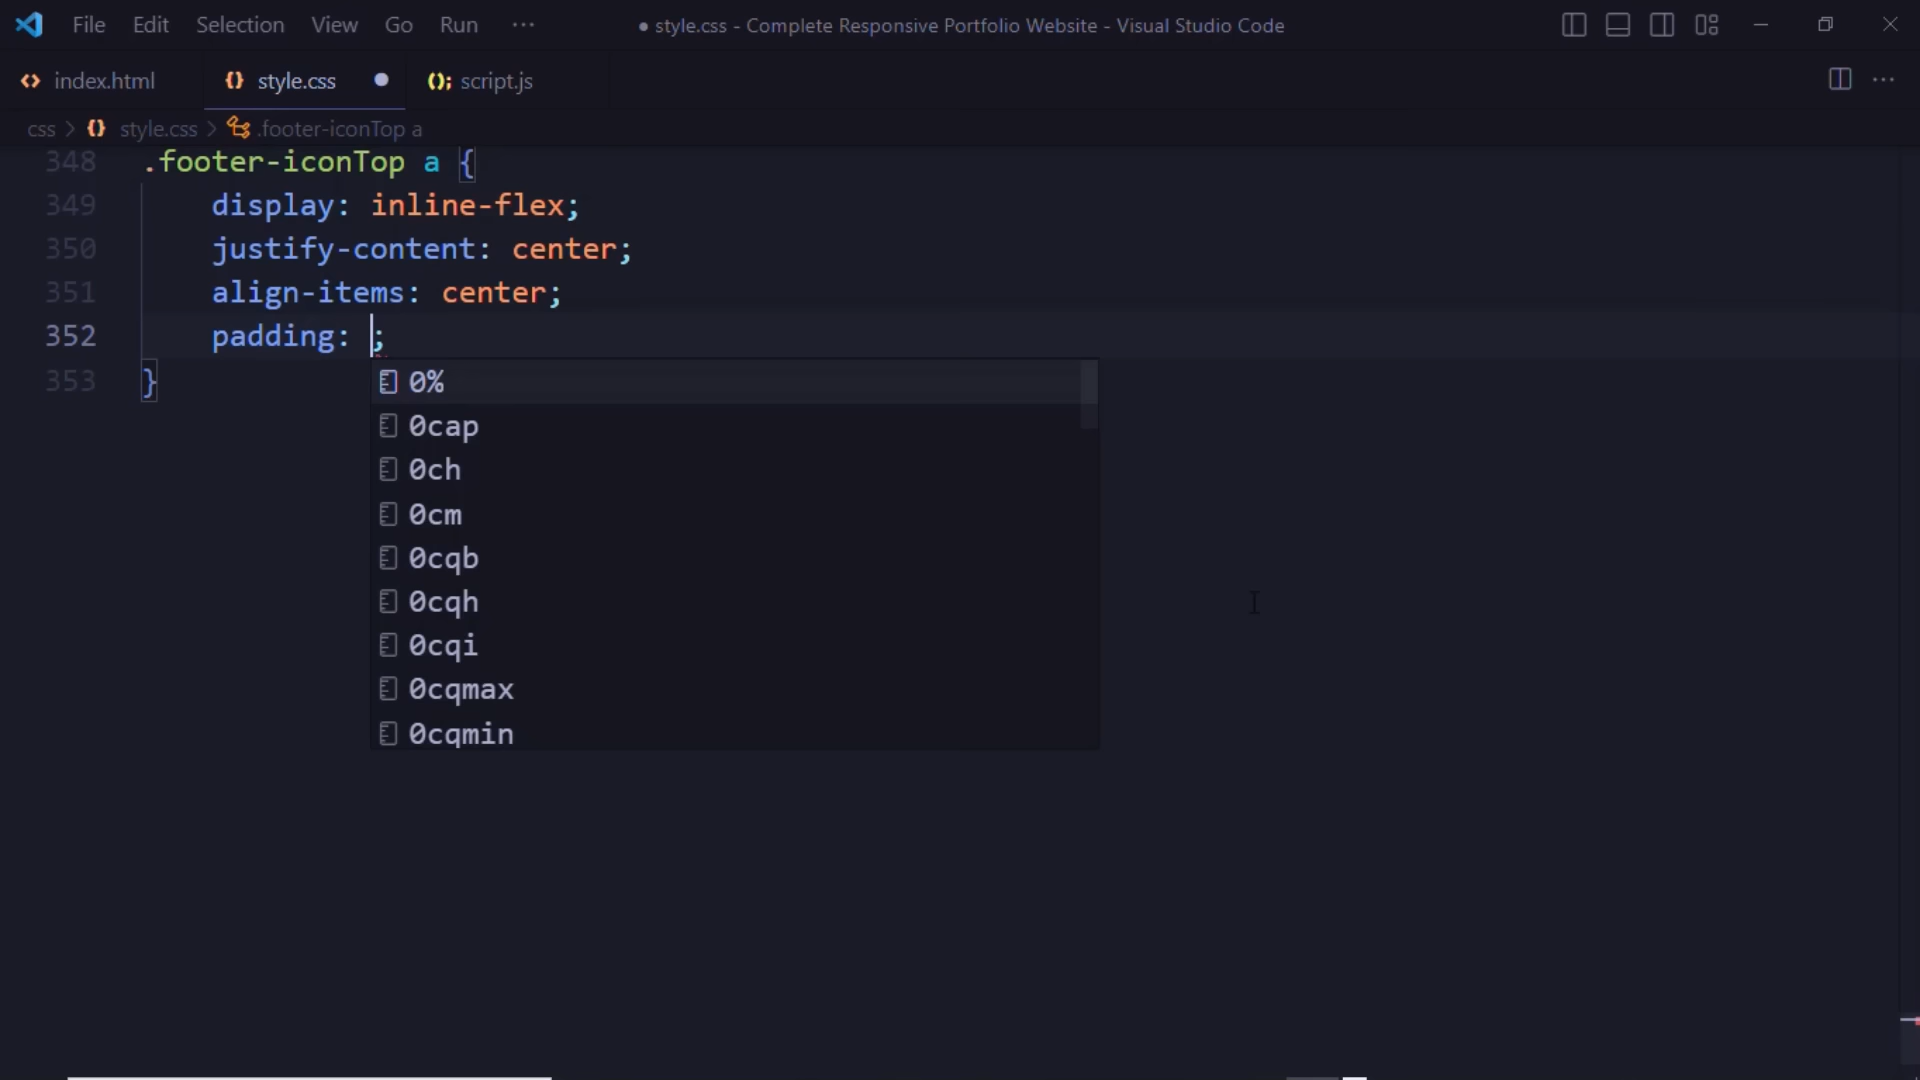 File Edit Selection View Go Run ··· ● style.css - Complete Responsive Portfolio Website - Visual Studio Code
<> index.html {} style.css ● (); script.js ···
css > {} style.css > .footer-iconTop a
348 .footer-iconTop a {
349 display: inline-flex;
350 justify-content: center;
351 align-items: center;
352 padding: ;
353 }
0%
0cap
0ch
0cm
0cqb
0cqh
0cqi
0cqmax
0cqmin